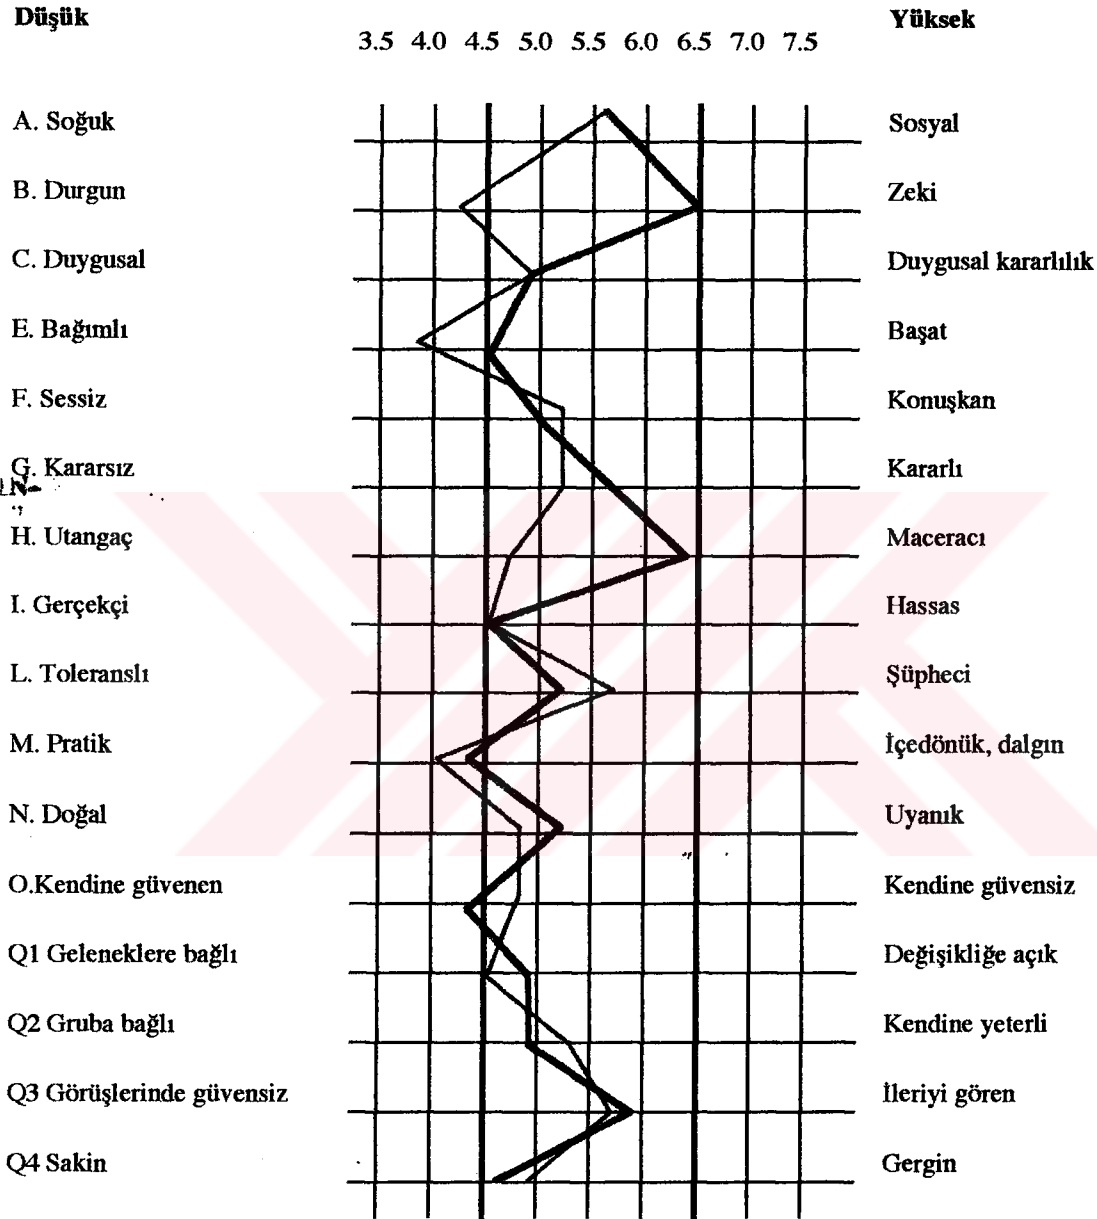 Düşük Yüksek
3.5 4.0 4.5 5.0 5.5 6.0 6.5 7.0 7.5
A. Soğuk Sosyal
B. Durgun Zeki
C. Duygusal Duygusal kararlılık
E. Bağımlı Başat
F. Sessiz Konuşkan
G. Kararsız Kararlı
H. Utangaç Maceracı
I. Gerçekçi Hassas
L. Toleranslı Şüpheci
M. Pratik İçedönük, dalgın
N. Doğal Uyanık
O.Kendine güvenen Kendine güvensiz
Q1 Geleneklere bağlı Değişikliğe açık
Q2 Gruba bağlı Kendine yeterli
Q3 Görüşlerinde güvensiz İleriyi gören
Q4 Sakin Gergin